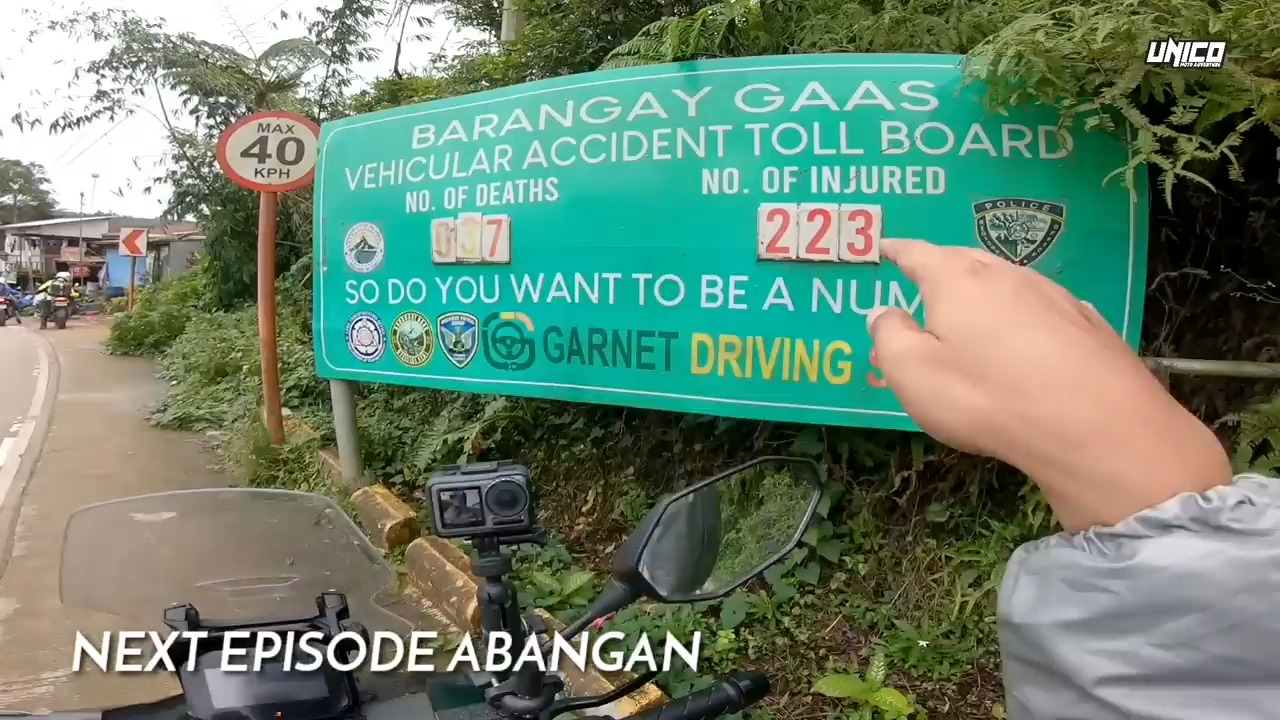 UNICO
MAX
40
KPH
BARANGAY GAAS
VEHICULAR ACCIDENT TOLL BOARD
NO. OF DEATHS
NO. OF INJURED
037
223
POLICE
SO DO YOU WANT TO BE A NUM
GARNET DRIVING S
NEXT EPISODE ABANGAN